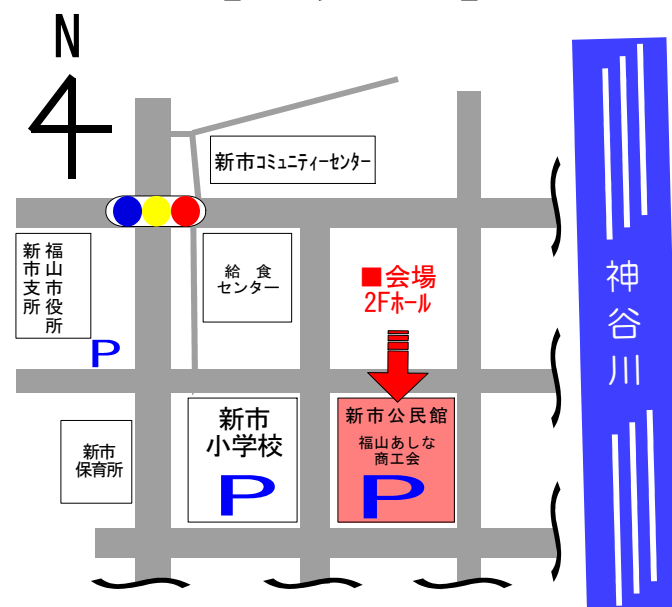 N
新市コミュニティーセンター
福山市役所
新市支所
P
給 食
センター
■会場
2Fホール
神谷川
新市
小学校
P
新市公民館
福山あしな
商工会
P
新市
保育所